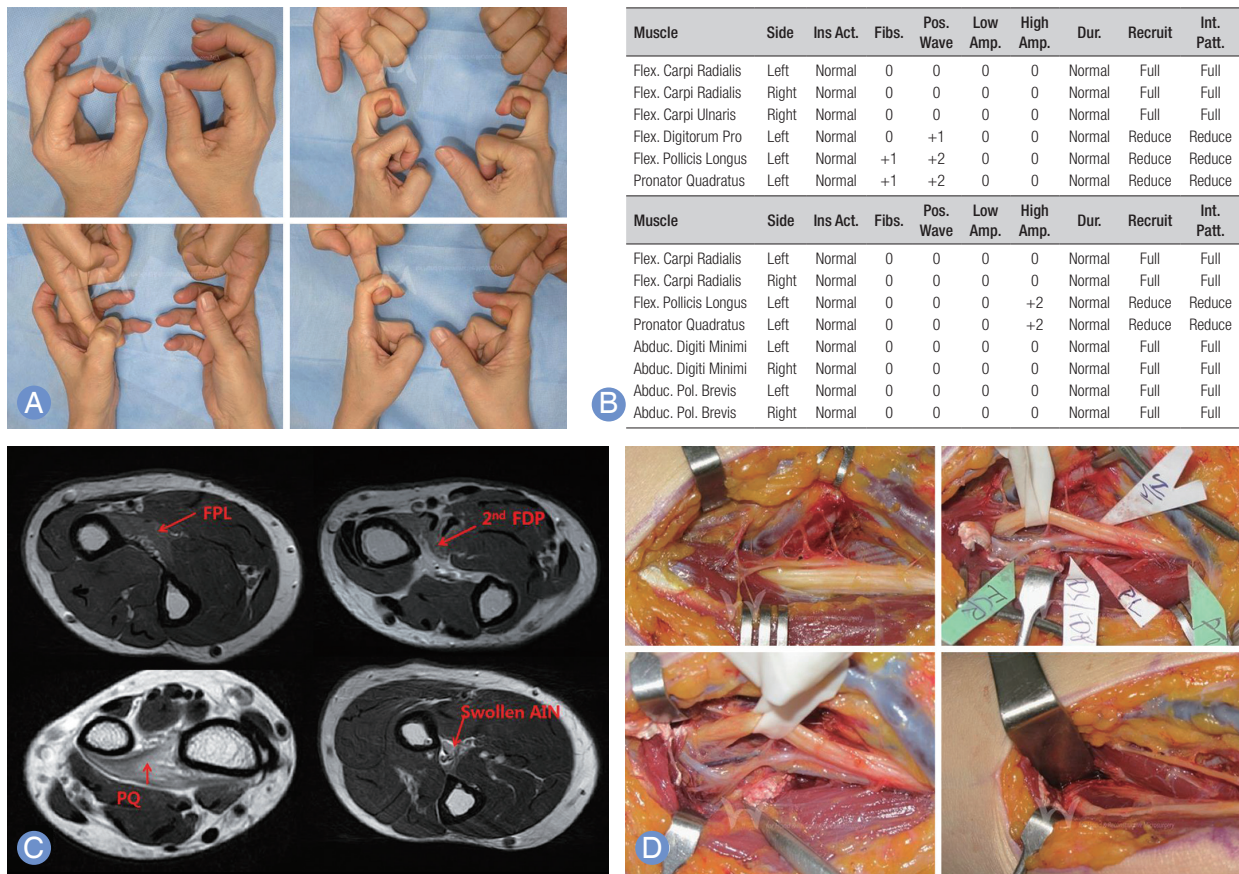 A
B
Muscle Side Ins Act. Fibs. Pos. Wave Low Amp. High Amp. Dur. Recruit Int. Patt.
Flex. Carpi Radialis Left Normal 0 0 0 0 Normal Full Full
Flex. Carpi Radialis Right Normal 0 0 0 0 Normal Full Full
Flex. Carpi Ulnaris Right Normal 0 0 0 0 Normal Full Full
Flex. Digitorum Pro Left Normal 0 +1 0 0 Normal Reduce Reduce
Flex. Pollicis Longus Left Normal +1 +2 0 0 Normal Reduce Reduce
Pronator Quadratus Left Normal +1 +2 0 0 Normal Reduce Reduce
Muscle Side Ins Act. Fibs. Pos. Wave Low Amp. High Amp. Dur. Recruit Int. Patt.
Flex. Carpi Radialis Left Normal 0 0 0 0 Normal Full Full
Flex. Carpi Radialis Right Normal 0 0 0 0 Normal Full Full
Flex. Pollicis Longus Left Normal 0 0 0 +2 Normal Reduce Reduce
Pronator Quadratus Left Normal 0 0 0 +2 Normal Reduce Reduce
Abduc. Digiti Minimi Left Normal 0 0 0 0 Normal Full Full
Abduc. Digiti Minimi Right Normal 0 0 0 0 Normal Full Full
Abduc. Pol. Brevis Left Normal 0 0 0 0 Normal Full Full
Abduc. Pol. Brevis Right Normal 0 0 0 0 Normal Full Full
FPL
2nd FDP
PQ
Swollen AIN
C
FCR
PL
D